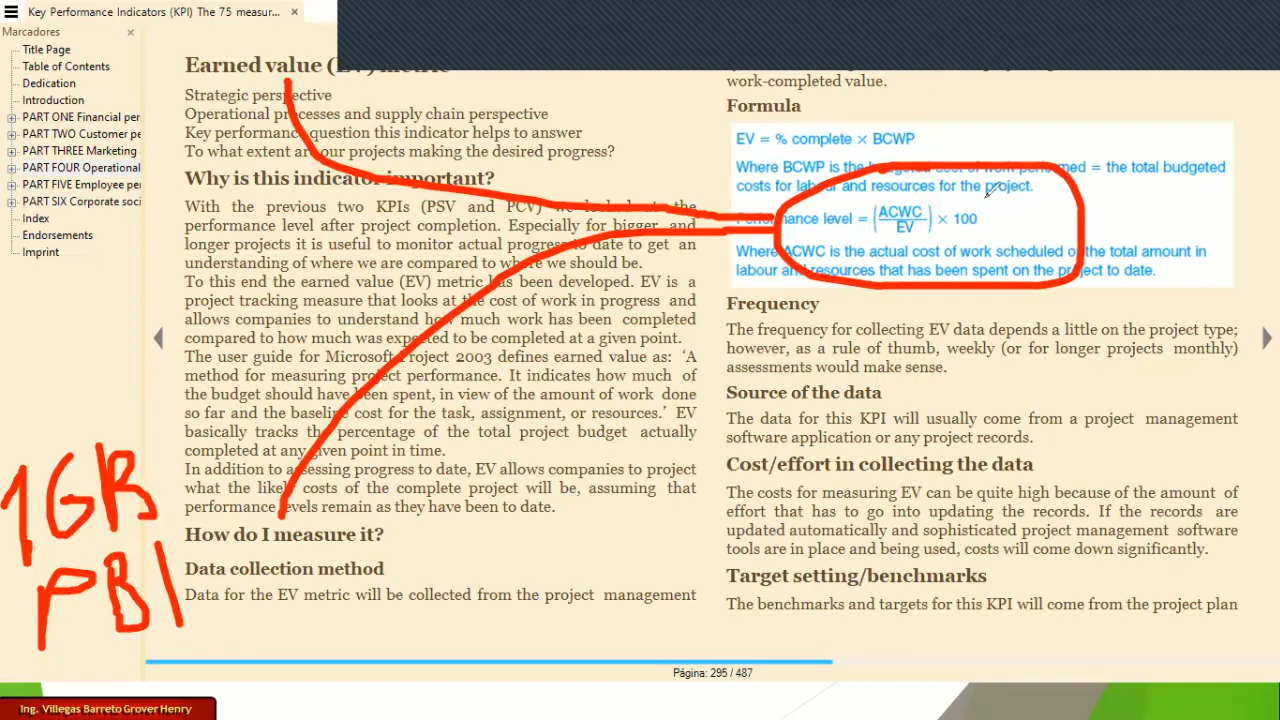 Key Performance Indicators (KPI) The 75 measur...
Marcadores
Title Page
Table of Contents
Dedication
Introduction
PART ONE Financial per
PART TWO Customer pe
PART THREE Marketing
PART FOUR Operational
PART FIVE Employee per
PART SIX Corporate soci
Index
Endorsements
Imprint
1GR
PBI
Earned value (EV) metric
Strategic perspective
Operational processes and supply chain perspective
Key performance question this indicator helps to answer
To what extent are our projects making the desired progress?
Why is this indicator important?
With the previous two KPIs (PSV and PCV) we looked at the
performance level after project completion. Especially for bigger and
longer projects it is useful to monitor actual progress to date to get an
understanding of where we are compared to where we should be.
To this end the earned value (EV) metric has been developed. EV is a
project tracking measure that looks at the cost of work in progress and
allows companies to understand how much work has been completed
compared to how much was expected to be completed at a given point.
The user guide for Microsoft Project 2003 defines earned value as: ‘A
method for measuring project performance. It indicates how much of
the budget should have been spent, in view of the amount of work done
so far and the baseline cost for the task, assignment, or resources.’ EV
basically tracks the percentage of the total project budget actually
completed at any given point in time.
In addition to assessing progress to date, EV allows companies to project
what the likely costs of the complete project will be, assuming that
performance levels remain as they have been to date.
How do I measure it?
Data collection method
Data for the EV metric will be collected from the project management
work-completed value.
Formula
EV = % complete × BCWP
Where BCWP is the budgeted cost of work performed = the total budgeted
costs for labour and resources for the project.
Performance level = (ACWC/EV) × 100
Where ACWC is the actual cost of work scheduled or the total amount in
labour and resources that has been spent on the project to date.
Frequency
The frequency for collecting EV data depends a little on the project type;
however, as a rule of thumb, weekly (or for longer projects monthly)
assessments would make sense.
Source of the data
The data for this KPI will usually come from a project management
software application or any project records.
Cost/effort in collecting the data
The costs for measuring EV can be quite high because of the amount of
effort that has to go into updating the records. If the records are
updated automatically and sophisticated project management software
tools are in place and being used, costs will come down significantly.
Target setting/benchmarks
The benchmarks and targets for this KPI will come from the project plan
Página: 295 / 487
Ing. Villegas Barreto Grover Henry